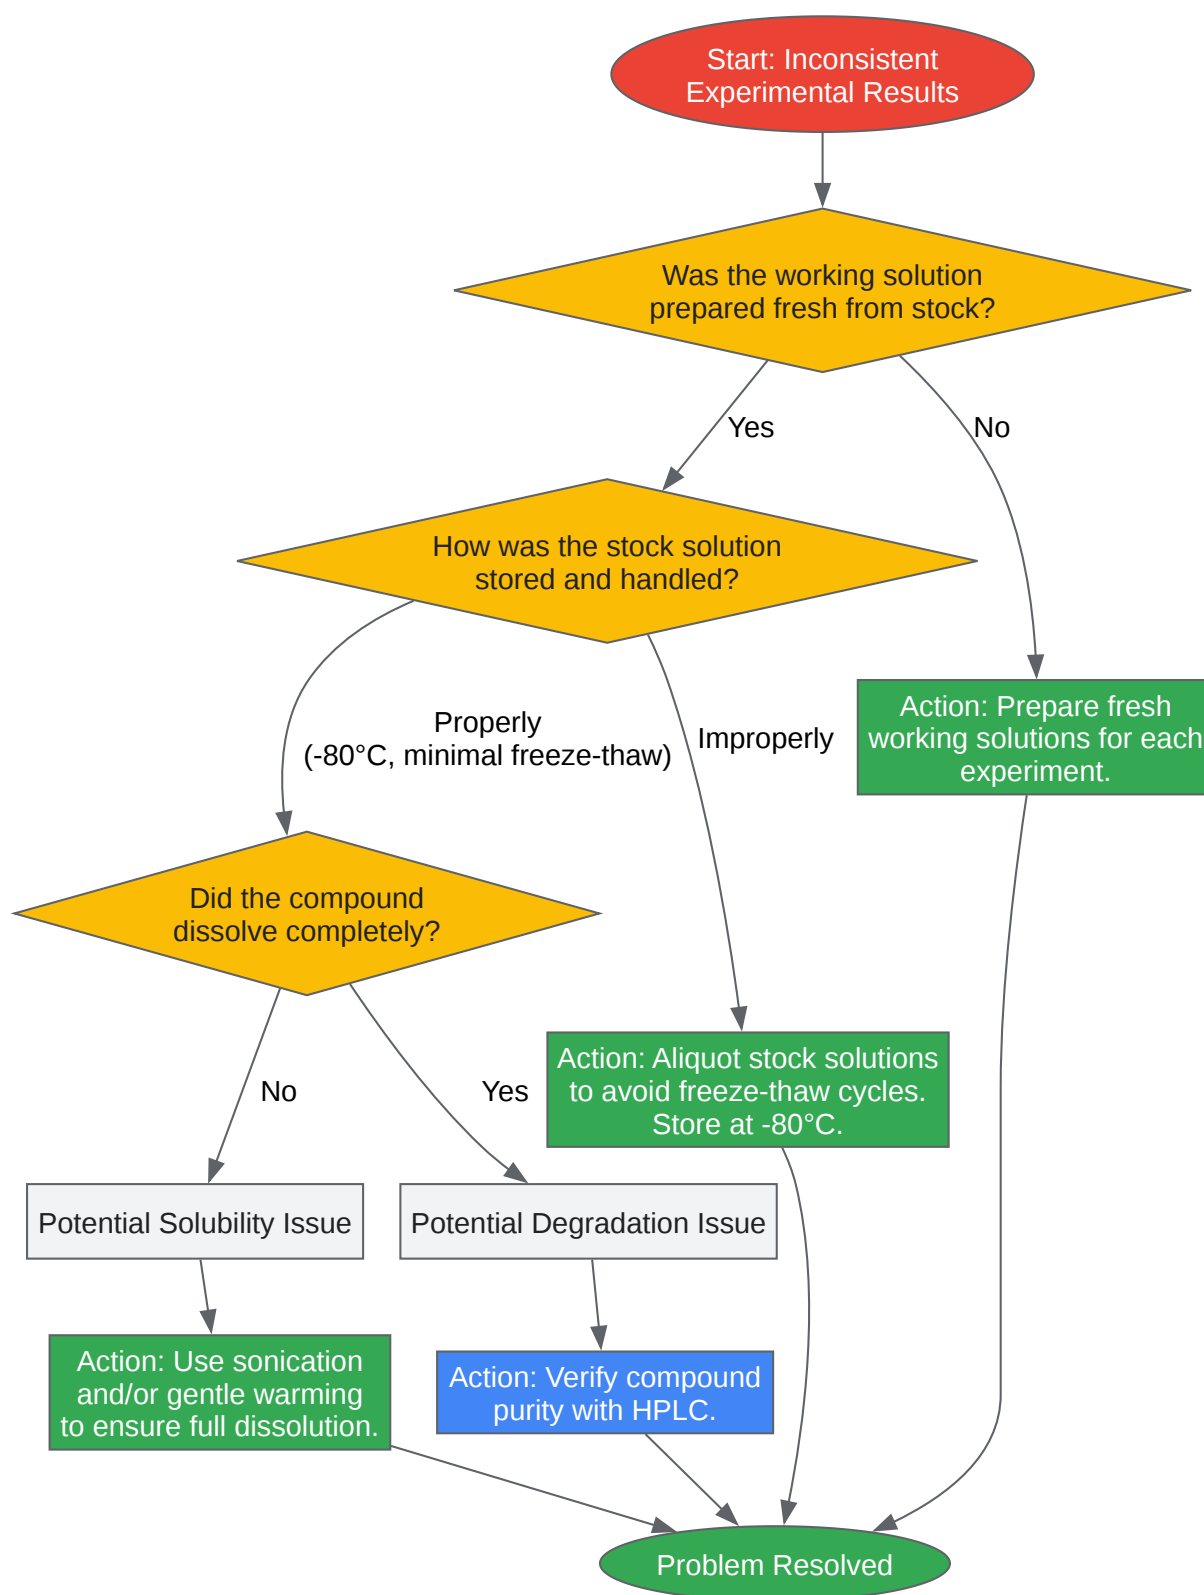 Start: Inconsistent
Experimental Results
Was the working solution
prepared fresh from stock?
Yes
No
How was the stock solution
stored and handled?
Properly
(-80°C, minimal freeze-thaw)
Improperly
Action: Prepare fresh
working solutions for each
experiment.
Did the compound
dissolve completely?
No
Yes
Action: Aliquot stock solutions
to avoid freeze-thaw cycles.
Store at -80°C.
Potential Solubility Issue
Potential Degradation Issue
Action: Use sonication
and/or gentle warming
to ensure full dissolution.
Action: Verify compound
purity with HPLC.
Problem Resolved